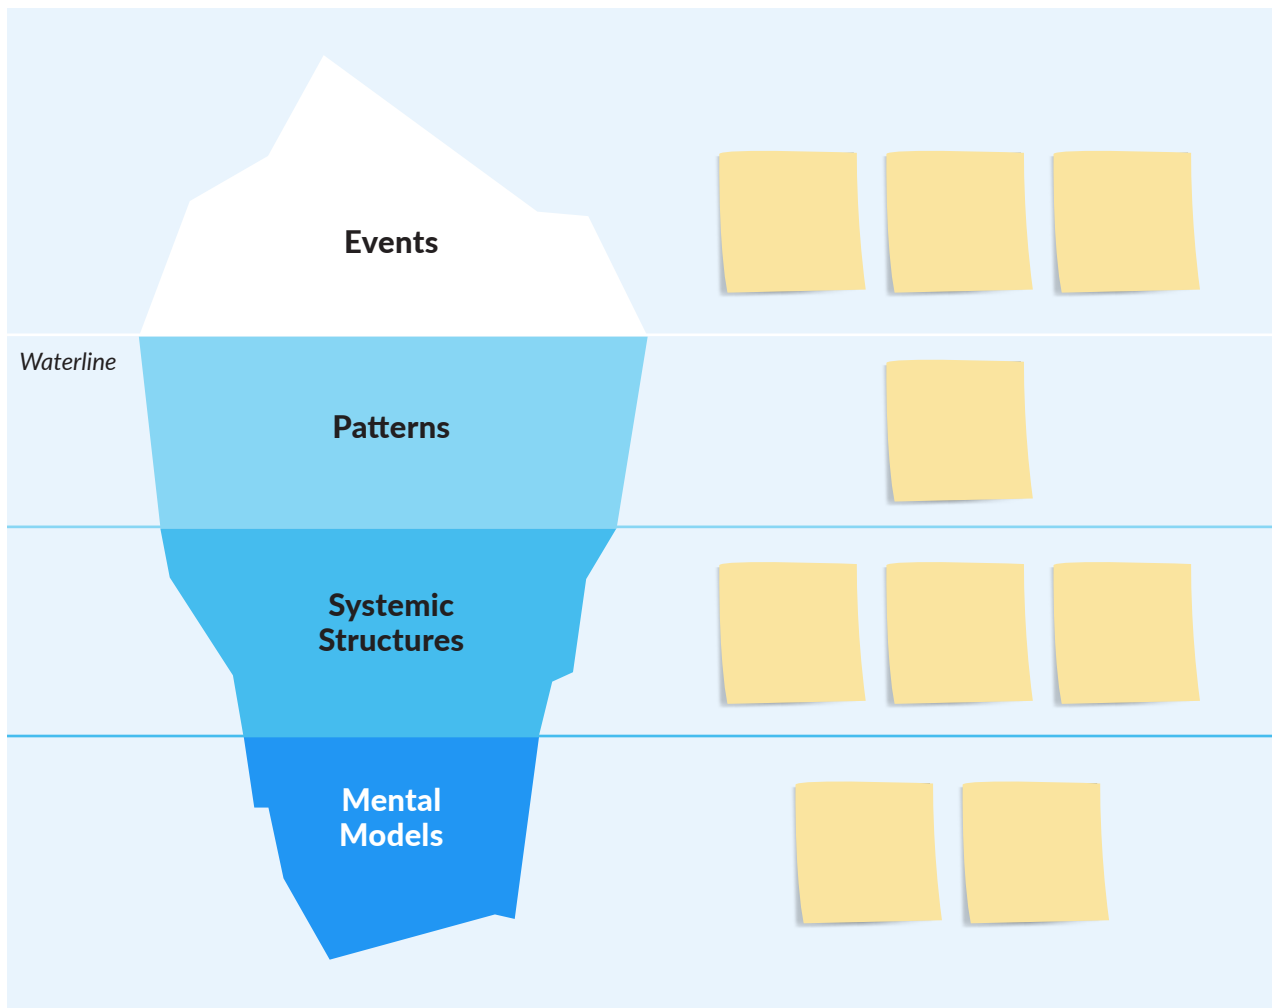 Events
Waterline
Patterns
Systemic
Structures
Mental
Models